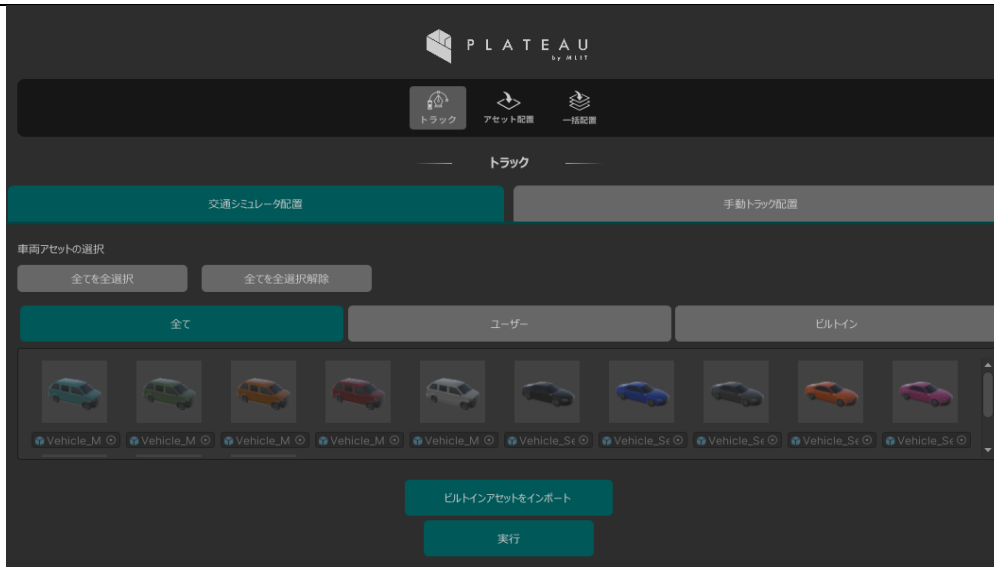 PLATEAU
by MLIT
トラック アセット配置 一括配置
トラック
交通シミュレータ配置 手動トラック配置
車両アセットの選択
全てを全選択 全てを全選択解除
全て ユーザー ビルトイン
Vehicle_M Vehicle_M Vehicle_M Vehicle_M Vehicle_M Vehicle_Se Vehicle_Se Vehicle_Se Vehicle_Se Vehicle_Se
ビルトインアセットをインポート
実行